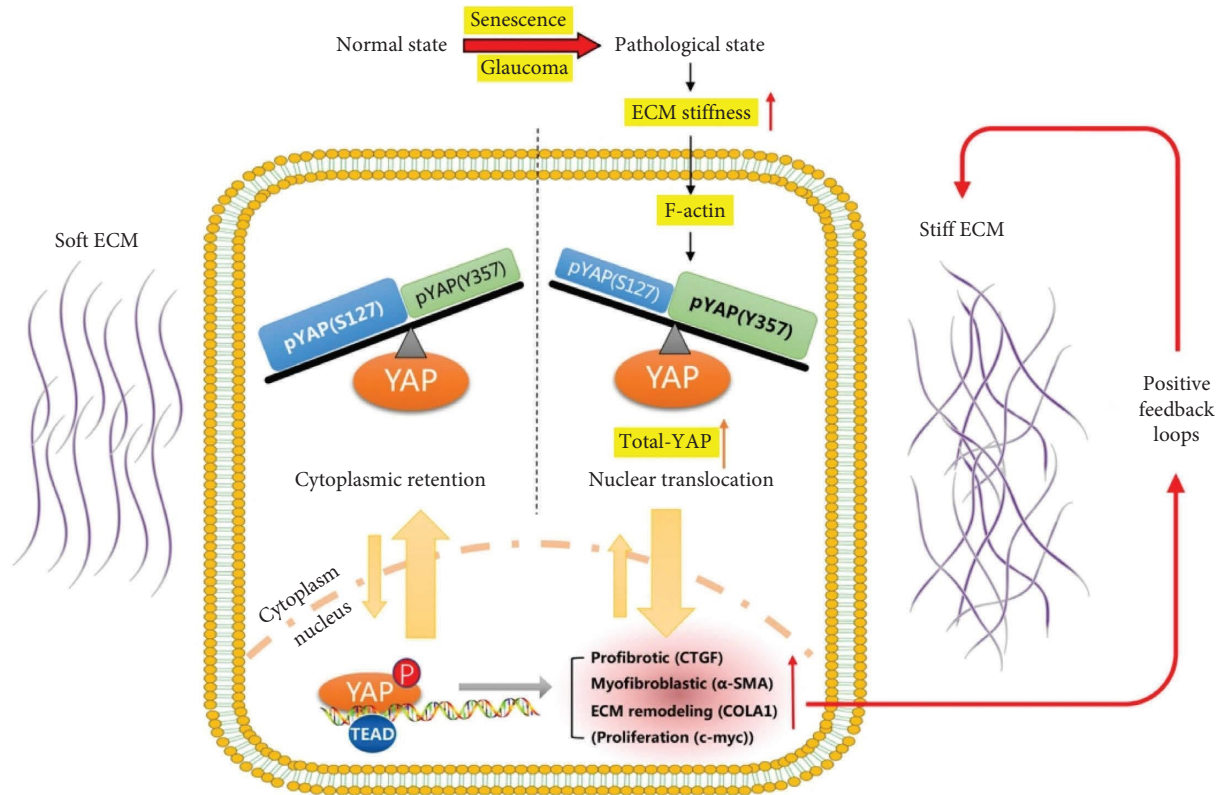 Senescence
Normal state
Pathological state
Glaucoma
ECM stiffness
F-actin
Soft ECM
Stiff ECM
pYAP(S127)
pYAP(Y357)
YAP
pYAP(S127)
pYAP(Y357)
YAP
Total-YAP
Cytoplasmic retention
Nuclear translocation
Positive
feedback
loops
Cytoplasm
nucleus
YAP
P
TEAD
Profibrotic (CTGF)
Myofibroblastic (α-SMA)
ECM remodeling (COLA1)
(Proliferation (c-myc))